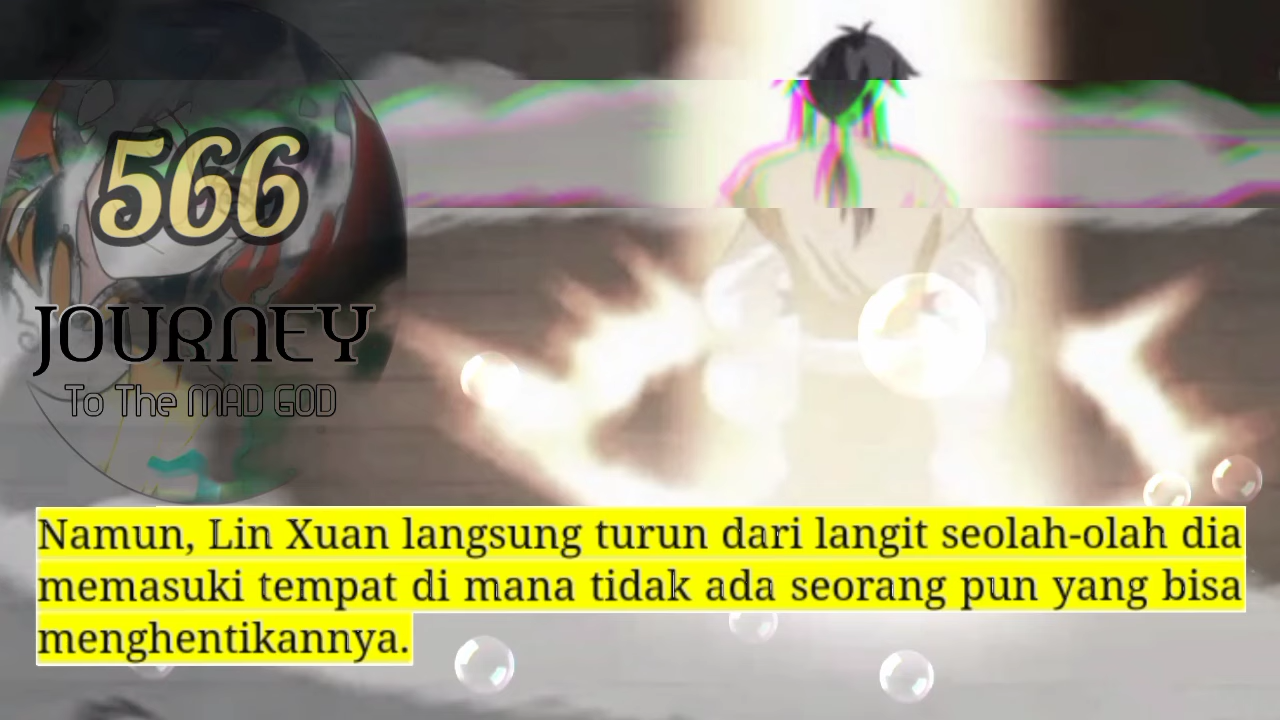 566
JOURNEY
To The MAD GOD
Namun, Lin Xuan langsung turun dari langit seolah-olah dia
memasuki tempat di mana tidak ada seorang pun yang bisa
menghentikannya.